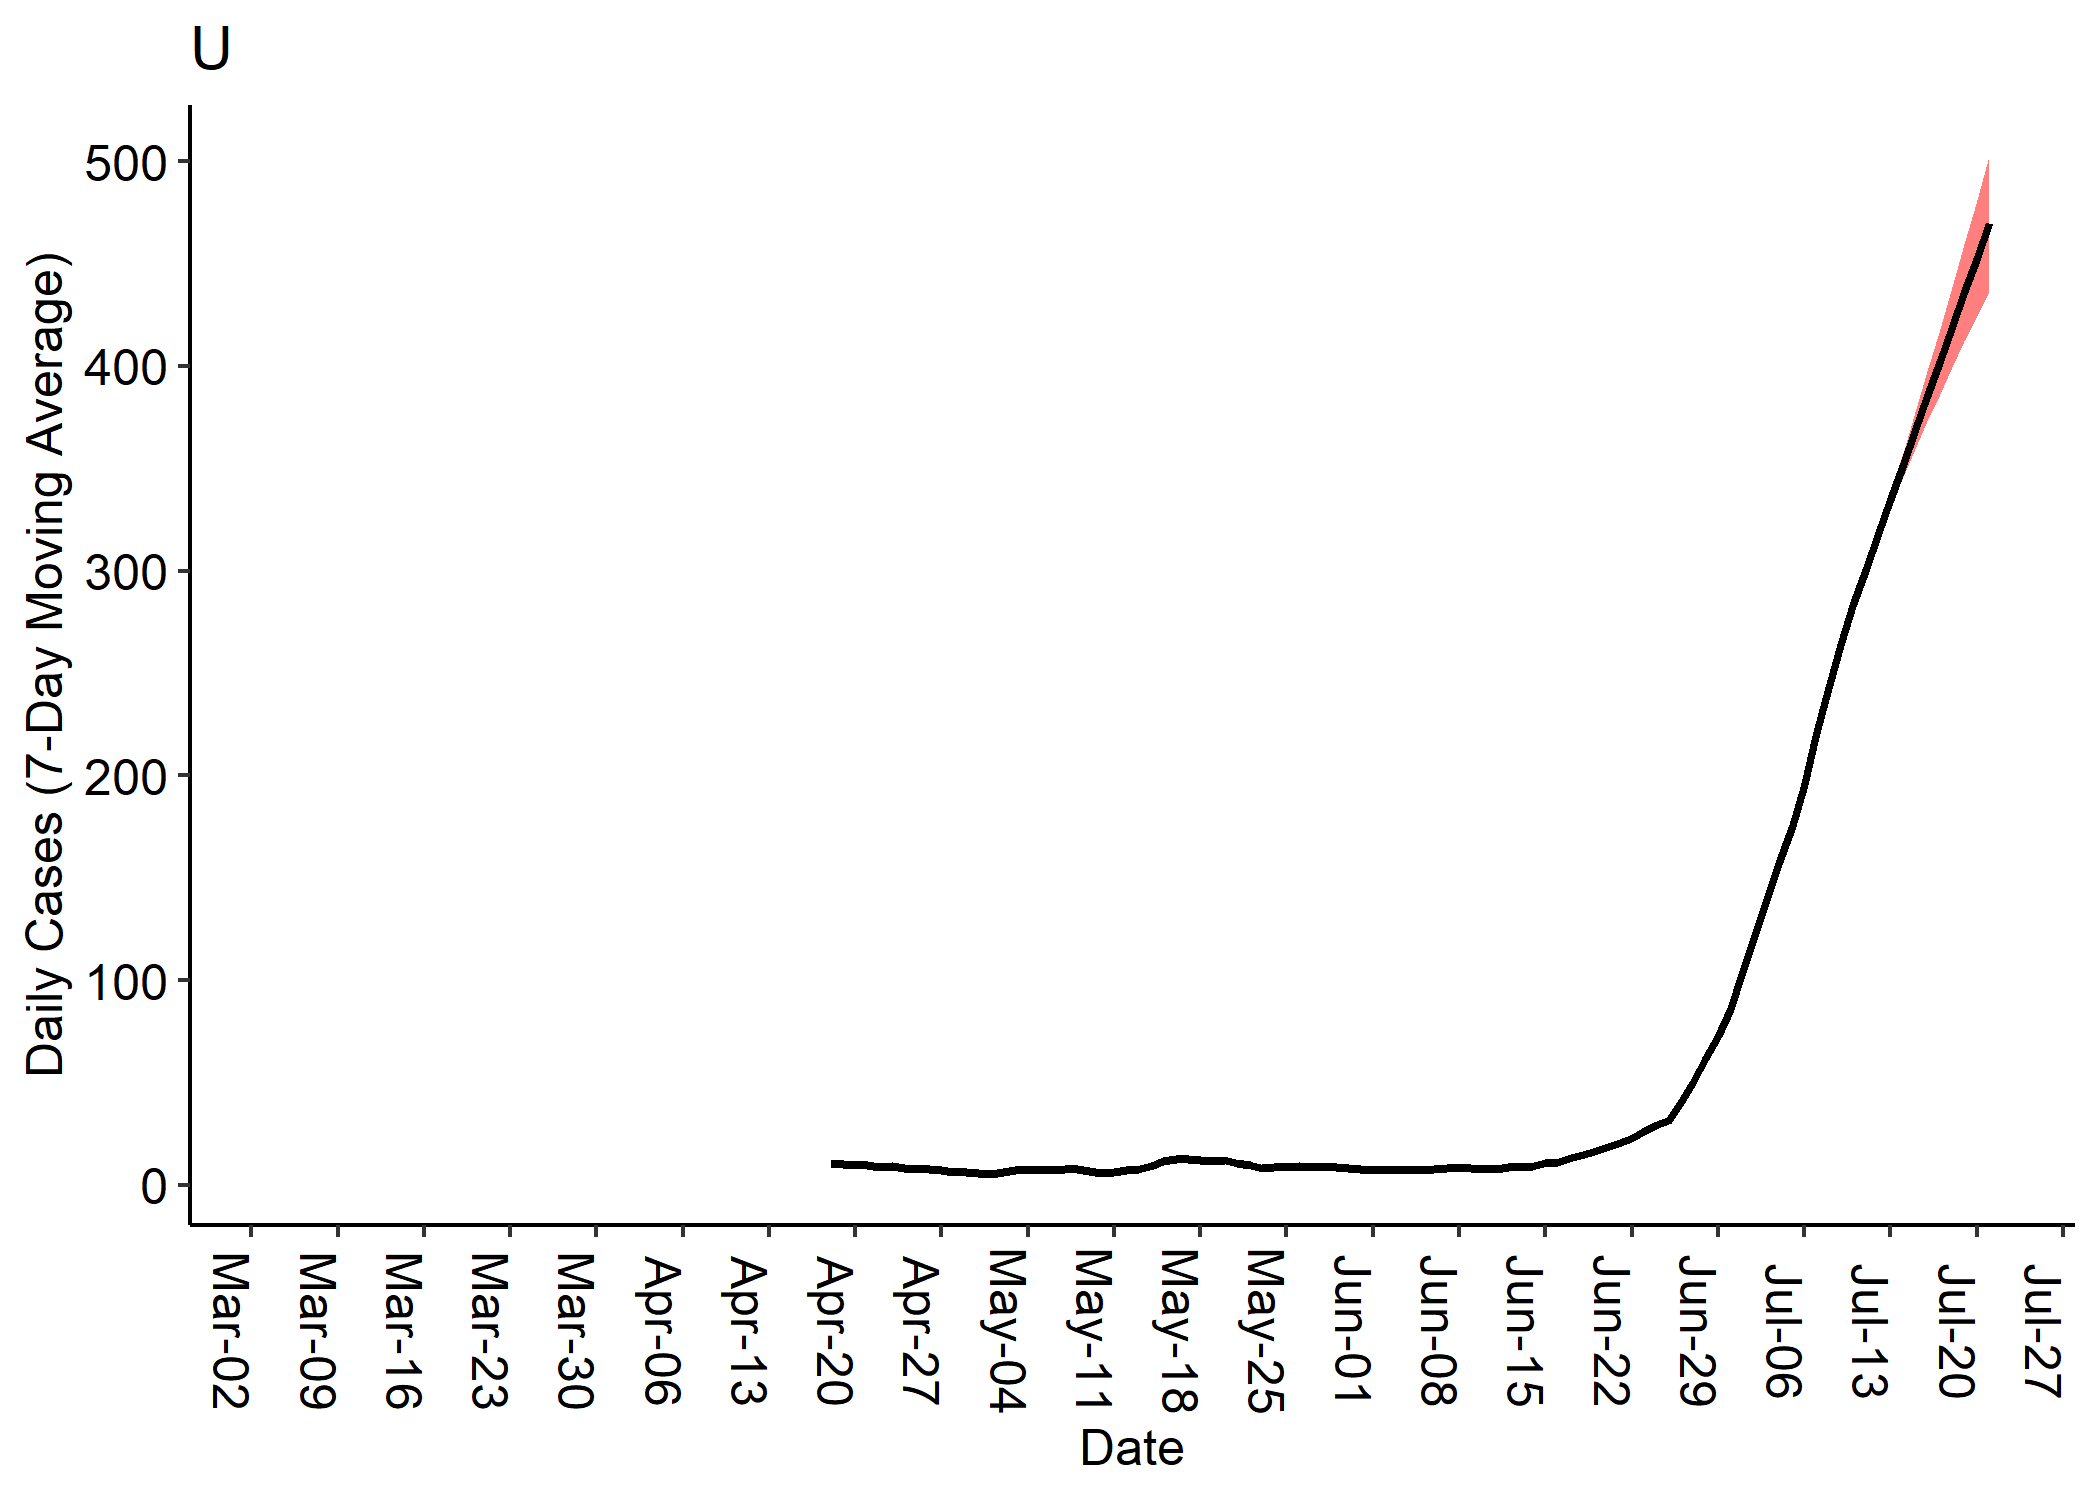 U
Daily Cases (7-Day Moving Average)
500
400
300
200
100
0
Mar-02
Mar-09
Mar-16
Mar-23
Mar-30
Apr-06
Apr-13
Apr-20
Apr-27
May-04
May-11
May-18
May-25
Jun-01
Jun-08
Jun-15
Jun-22
Jun-29
Jul-06
Jul-13
Jul-20
Jul-27
Date